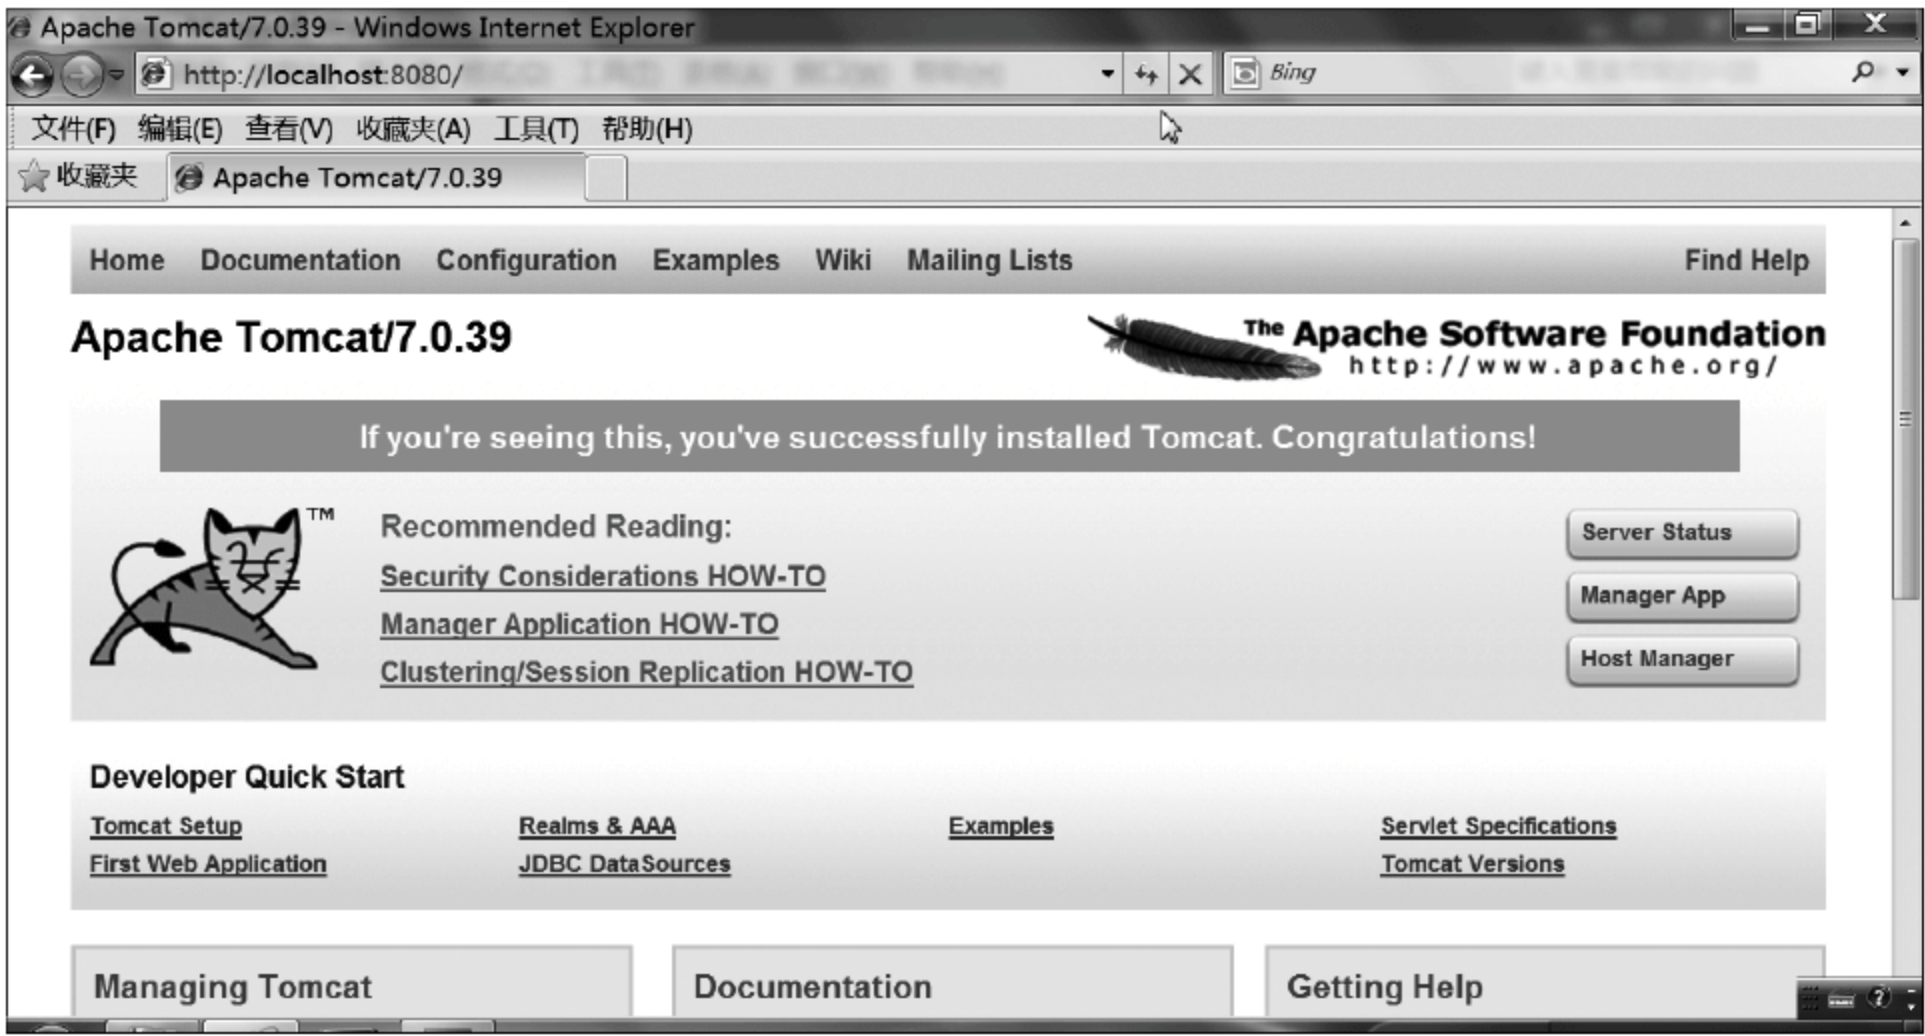 Apache Tomcat/7.0.39 - Windows Internet Explorer
http://localhost:8080/
Bing
文件(F) 编辑(E) 查看(V) 收藏夹(A) 工具(T) 帮助(H)
收藏夹 Apache Tomcat/7.0.39
Home Documentation Configuration Examples Wiki Mailing Lists Find Help
Apache Tomcat/7.0.39
The Apache Software Foundation
http://www.apache.org/
If you're seeing this, you've successfully installed Tomcat. Congratulations!
TM
Recommended Reading:
Security Considerations HOW-TO
Manager Application HOW-TO
Clustering/Session Replication HOW-TO
Server Status
Manager App
Host Manager
Developer Quick Start
Tomcat Setup Realms & AAA Examples Servlet Specifications
First Web Application JDBC DataSources Tomcat Versions
Managing Tomcat Documentation Getting Help